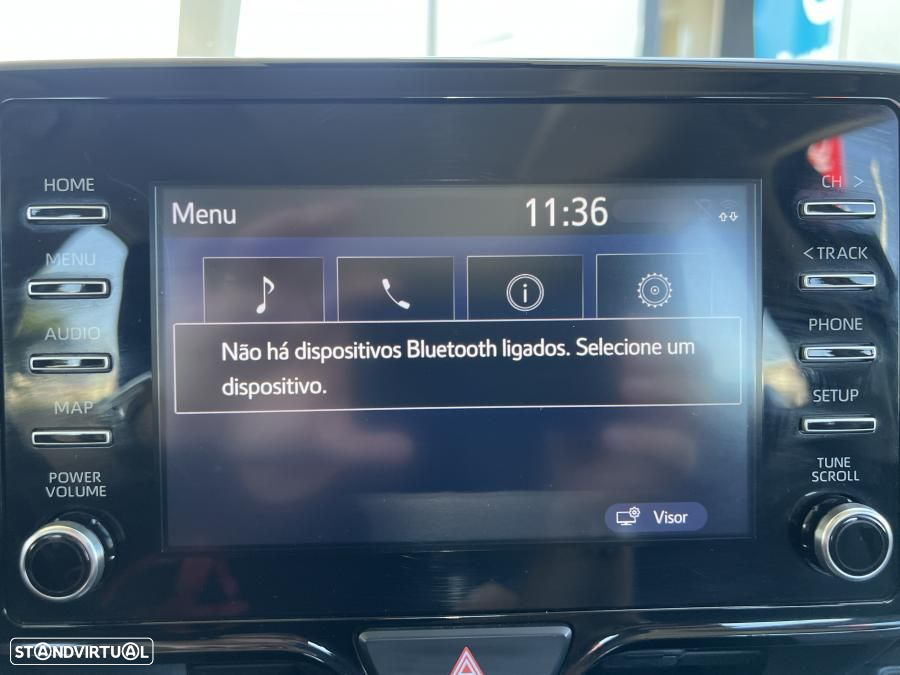 HOME
MENU
AUDIO
MAP
POWER
VOLUME
Menu
11:36
Não há dispositivos Bluetooth ligados. Selecione um
dispositivo.
Visor
CH >
< TRACK
PHONE
SETUP
TUNE
SCROLL
STANDVIRTUAL